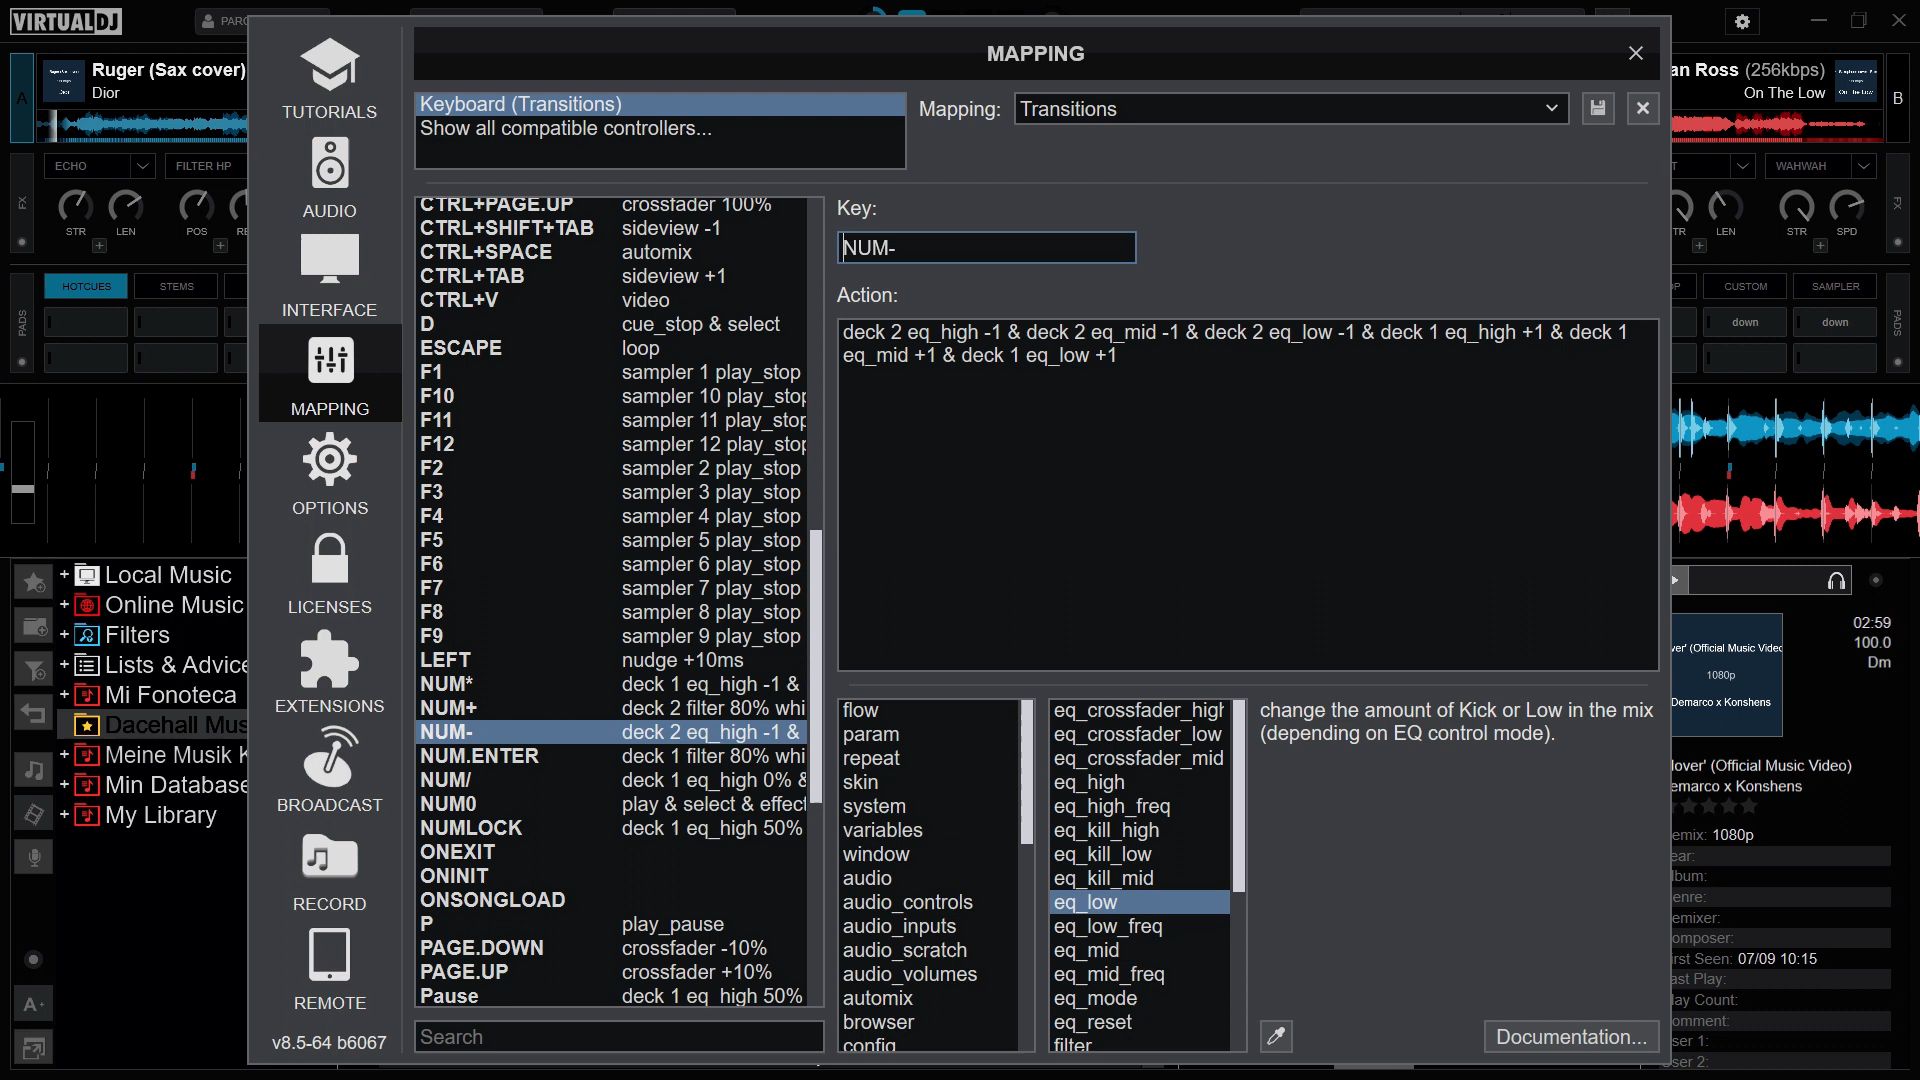 VIRTUALDJ
Ruger (Sax cover)
Dior
A
ECHO
FILTER HP
FX
STR
LEN
POS
HOTCUES
STEMS
PADS
+ Local Music
+ Online Music
+ Filters
+ Lists & Advice
+ Mi Fonoteca
Dacehall Mus
+ Meine Musik
+ Min Database
+ My Library
TUTORIALS
AUDIO
INTERFACE
MAPPING
OPTIONS
LICENSES
EXTENSIONS
BROADCAST
RECORD
REMOTE
v8.5-64 b6067
MAPPING
Keyboard (Transitions)
Show all compatible controllers...
Mapping:
Transitions
CTRL+PAGE.UP crossfader 100%
CTRL+SHIFT+TAB sideview -1
CTRL+SPACE automix
CTRL+TAB sideview +1
CTRL+V video
D cue_stop & select
ESCAPE loop
F1 sampler 1 play_stop
F10 sampler 10 play_stop
F11 sampler 11 play_stop
F12 sampler 12 play_stop
F2 sampler 2 play_stop
F3 sampler 3 play_stop
F4 sampler 4 play_stop
F5 sampler 5 play_stop
F6 sampler 6 play_stop
F7 sampler 7 play_stop
F8 sampler 8 play_stop
F9 sampler 9 play_stop
LEFT nudge +10ms
NUM* deck 1 eq_high -1 &
NUM+ deck 2 filter 80% whi
NUM- deck 2 eq_high -1 &
NUM.ENTER deck 1 filter 80% whi
NUM/ deck 1 eq_high 0% &
NUM0 play & select & effect
NUMLOCK deck 1 eq_high 50%
ONEXIT
ONINIT
ONSONGLOAD
P play_pause
PAGE.DOWN crossfader -10%
PAGE.UP crossfader +10%
Pause deck 1 eq_high 50%
Search
Key:
NUM-
Action:
deck 2 eq_high -1 & deck 2 eq_mid -1 & deck 2 eq_low -1 & deck 1 eq_high +1 & deck 1
eq_mid +1 & deck 1 eq_low +1
flow
param
repeat
skin
system
variables
window
audio
audio_controls
audio_inputs
audio_scratch
audio_volumes
automix
browser
config
eq_crossfader_high
eq_crossfader_low
eq_crossfader_mid
eq_high
eq_high_freq
eq_kill_high
eq_kill_low
eq_kill_mid
eq_low
eq_low_freq
eq_mid
eq_mid_freq
eq_mode
eq_reset
filter
change the amount of Kick or Low in the mix
(depending on EQ control mode).
Documentation...
an Ross (256kbps)
On The Low
On the Low
B
WAHWAH
FX
TR
LEN
STR
SPD
OP
CUSTOM
SAMPLER
down
down
PADS
02:59
100.0
Dm
ver' (Official Music Video
1080p
Demarco x Konshens
lover' (Official Music Video)
emarco x Konshens
emix: 1080p
ear:
lbum:
enre:
emixer:
omposer:
irst Seen: 07/09 10:15
ast Play:
lay Count:
omment:
ser 1:
ser 2: